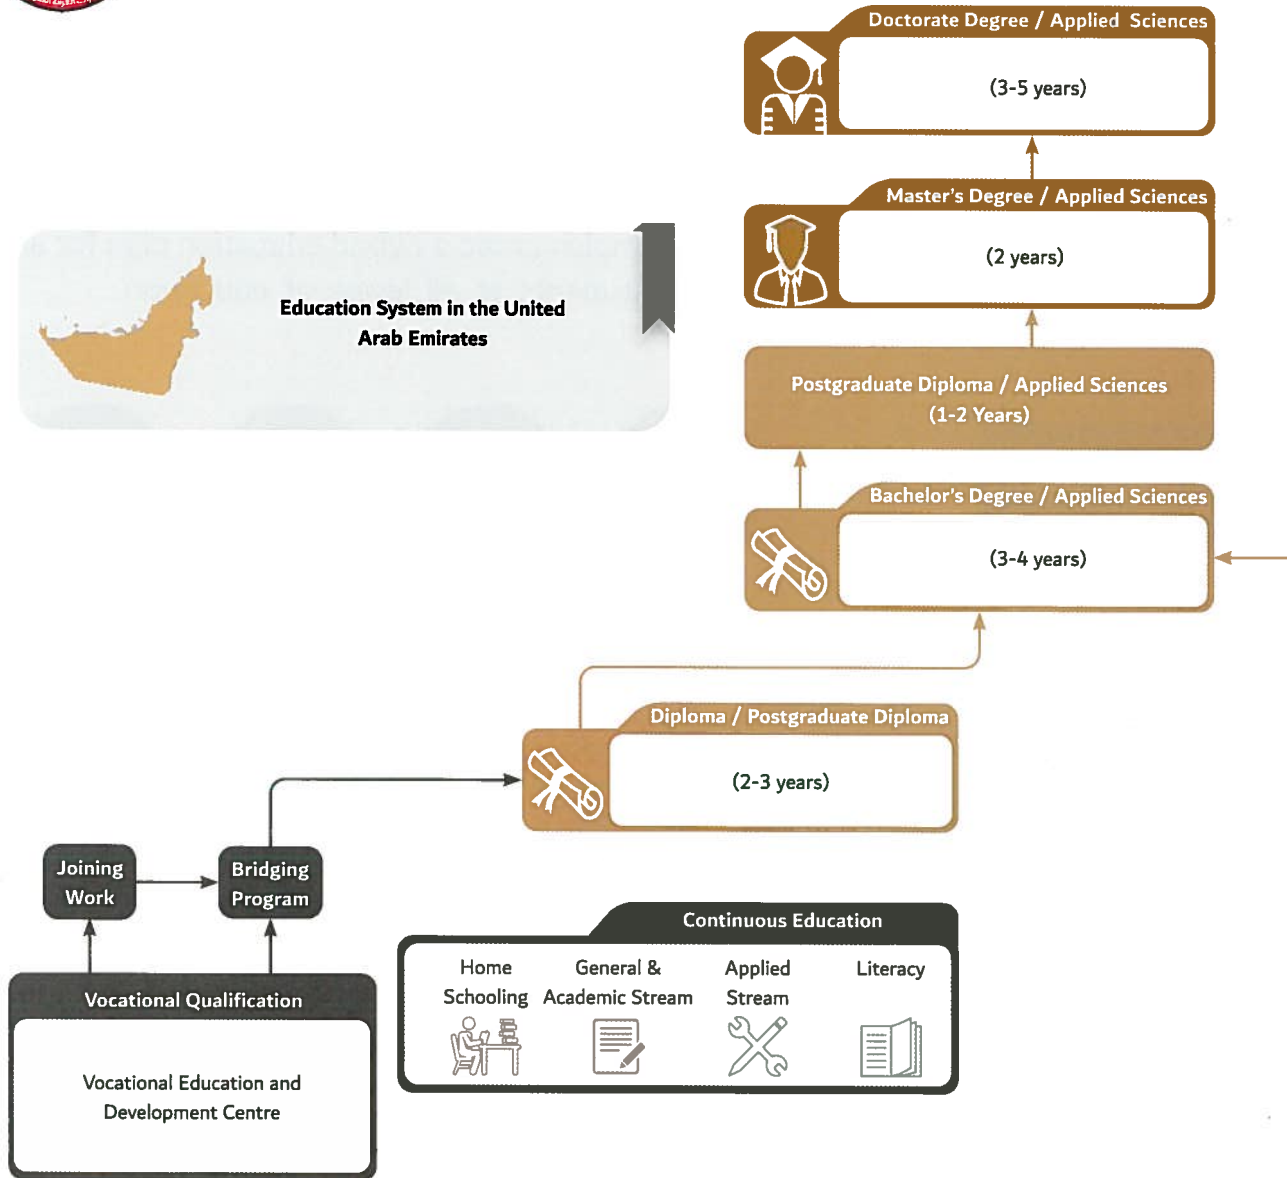 Doctorate Degree / Applied Sciences
(3-5 years)
Master's Degree / Applied Sciences
(2 years)
Education System in the United
Arab Emirates
Postgraduate Diploma / Applied Sciences
(1-2 Years)
Bachelor's Degree / Applied Sciences
(3-4 years)
Diploma / Postgraduate Diploma
(2-3 years)
Joining
Work
Bridging
Program
Continuous Education
Home
Schooling
General &
Academic Stream
Applied
Stream
Literacy
Vocational Qualification
Vocational Education and
Development Centre